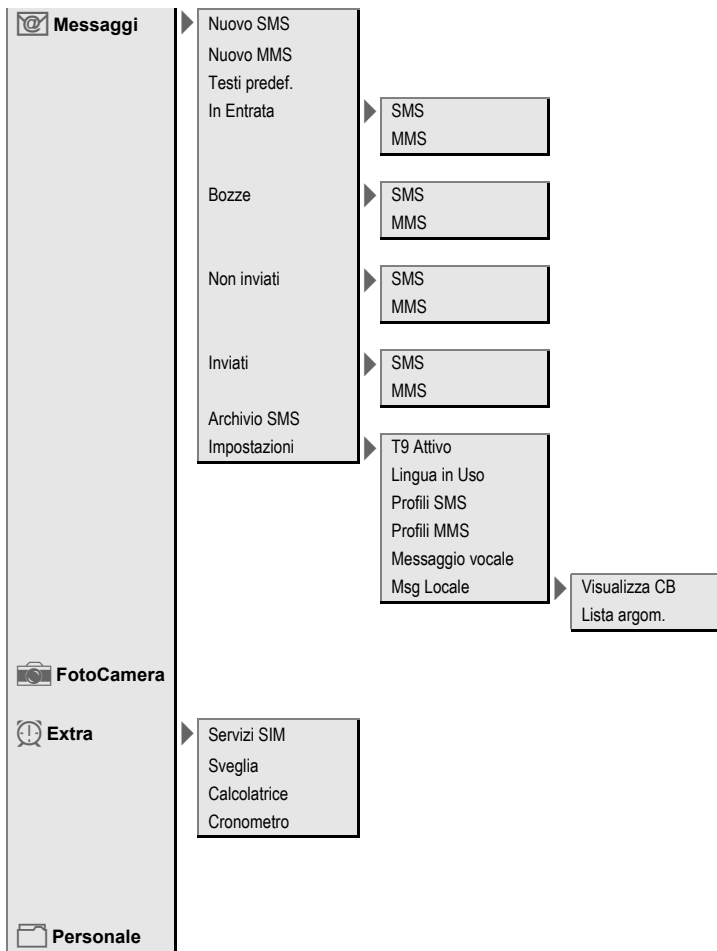 Messaggi
Nuovo SMS
Nuovo MMS
Testi predef.
In Entrata
SMS
MMS
Bozze
SMS
MMS
Non inviati
SMS
MMS
Inviati
SMS
MMS
Archivio SMS
Impostazioni
T9 Attivo
Lingua in Uso
Profili SMS
Profili MMS
Messaggio vocale
Msg Locale
Visualizza CB
Lista argom.
FotoCamera
Extra
Servizi SIM
Sveglia
Calcolatrice
Cronometro
Personale